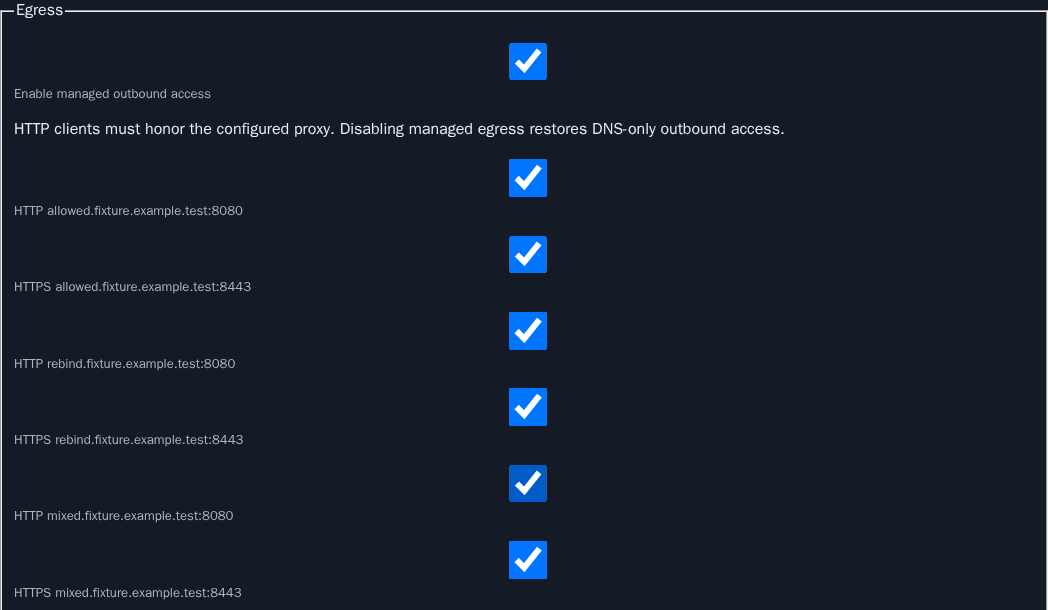 Egress
Enable managed outbound access
HTTP clients must honor the configured proxy. Disabling managed egress restores DNS-only outbound access.
HTTP allowed.fixture.example.test:8080
HTTPS allowed.fixture.example.test:8443
HTTP rebind.fixture.example.test:8080
HTTPS rebind.fixture.example.test:8443
HTTP mixed.fixture.example.test:8080
HTTPS mixed.fixture.example.test:8443